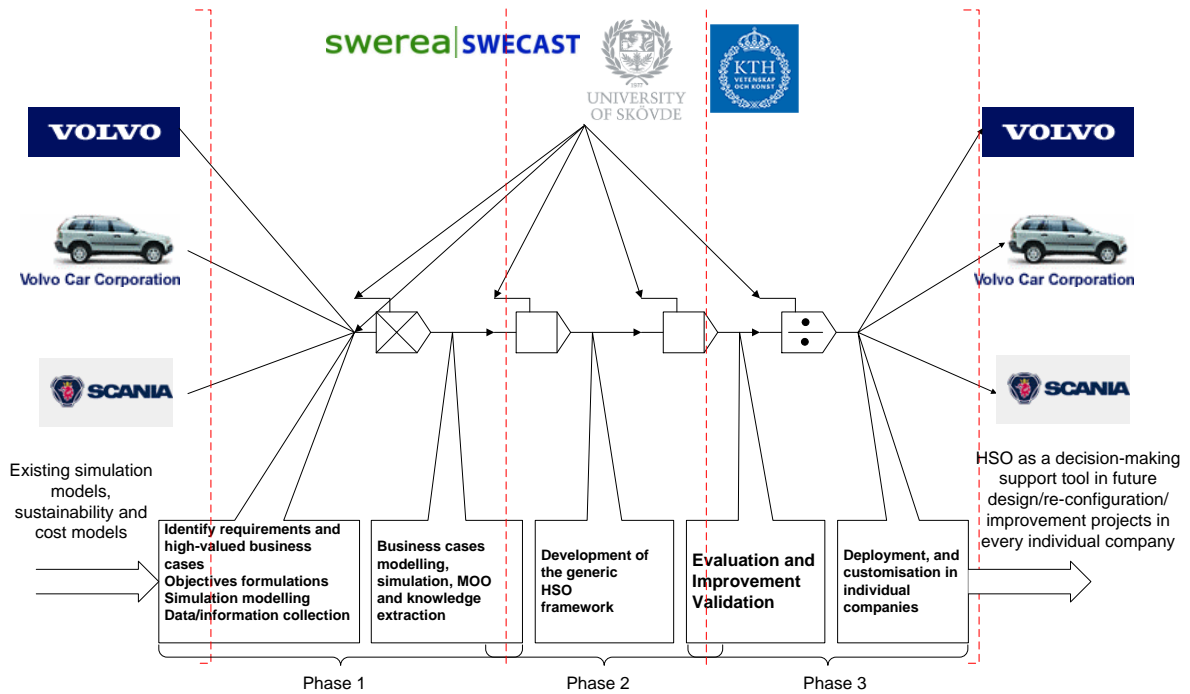 swerea|SWECAST
1977
UNIVERSITY
OF SKÖVDE
KTH
VETENSKAP
OCH KONST
VOLVO
Volvo Car Corporation
SCANIA
VOLVO
Volvo Car Corporation
SCANIA
Existing simulation
models,
sustainability and
cost models
HSO as a decision-making
support tool in future
design/re-configuration/
improvement projects in
every individual company
Identify requirements and
high-valued business
cases
Objectives formulations
Simulation modelling
Data/information collection
Business cases
modelling,
simulation, MOO
and knowledge
extraction
Development of
the generic
HSO
framework
Evaluation and
Improvement
Validation
Deployment, and
customisation in
individual
companies
Phase 1
Phase 2
Phase 3